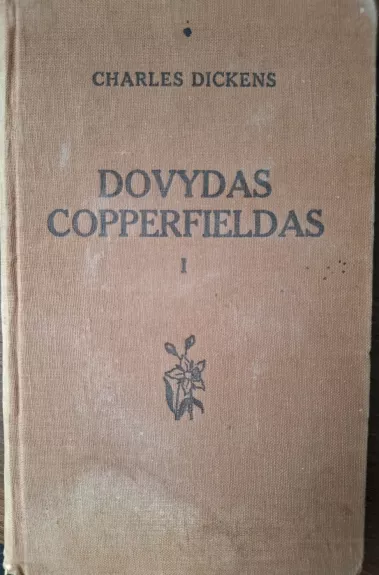 CHARLES DICKENS
DOVYDAS
COPPERFIELDAS
I